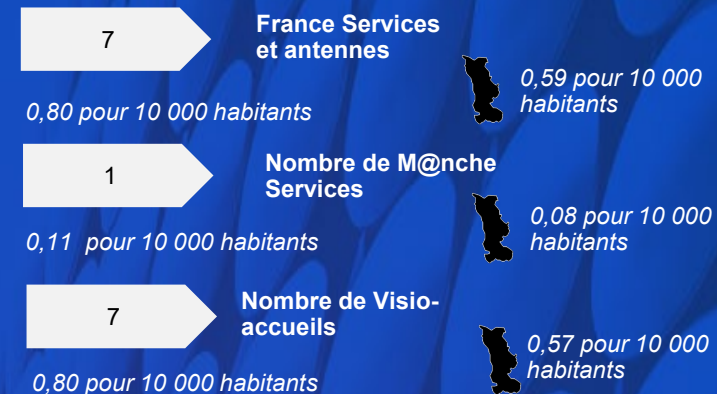 7
France Services
et antennes
0,80 pour 10 000 habitants
0,59 pour 10 000
habitants
1
Nombre de M@nche
Services
0,11 pour 10 000 habitants
0,08 pour 10 000
habitants
7
Nombre de Visio-
accueils
0,80 pour 10 000 habitants
0,57 pour 10 000
habitants